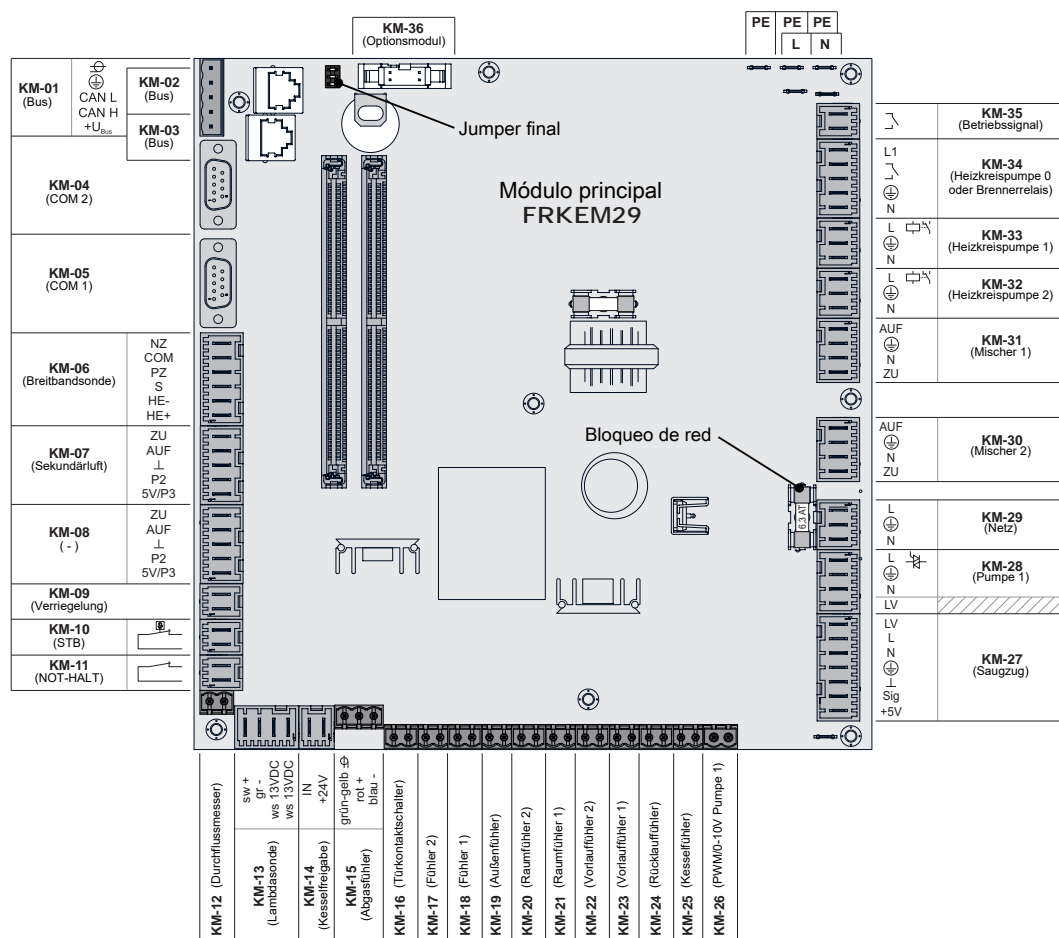 KM-36
(Optionsmodul)
PE PE PE
L N
KM-01
(Bus)
CAN L
CAN H
+U Bus
KM-02
(Bus)
KM-03
(Bus)
KM-04
(COM 2)
KM-05
(COM 1)
KM-06
(Breitbandsonde)
NZ
COM
PZ
S
HE-
HE+
KM-07
(Sekundärluft)
ZU
AUF
⊥
P2
5V/P3
KM-08
( - )
ZU
AUF
⊥
P2
5V/P3
KM-09
(Verriegelung)
KM-10
(STB)
KM-11
(NOT-HALT)
Jumper final
Módulo principal
FRKEM29
Bloqueo de red
6,3 AT
KM-35
(Betriebssignal)
L1
N
KM-34
(Heizkreispumpe 0
oder Brennerrelais)
L
N
KM-33
(Heizkreispumpe 1)
L
N
KM-32
(Heizkreispumpe 2)
AUF
N
ZU
KM-31
(Mischer 1)
AUF
N
ZU
KM-30
(Mischer 2)
L
N
KM-29
(Netz)
L
N
LV
KM-28
(Pumpe 1)
LV
L
N
⊥
Sig
+5V
KM-27
(Saugzug)
KM-12 (Durchflussmesser)
sw +
gr -
ws 13VDC
ws 13VDC
KM-13
(Lambdasonde)
IN
+24V
KM-14
(Kesselfreigabe)
grün-gelb
rot +
blau -
KM-15
(Abgasfühler)
KM-16 (Türkontaktschalter)
KM-17 (Fühler 2)
KM-18 (Fühler 1)
KM-19 (Außenfühler)
KM-20 (Raumfühler 2)
KM-21 (Raumfühler 1)
KM-22 (Vorlauffühler 2)
KM-23 (Vorlauffühler 1)
KM-24 (Rücklauffühler)
KM-25 (Kesselfühler)
KM-26 (PWM/0-10V Pumpe 1)